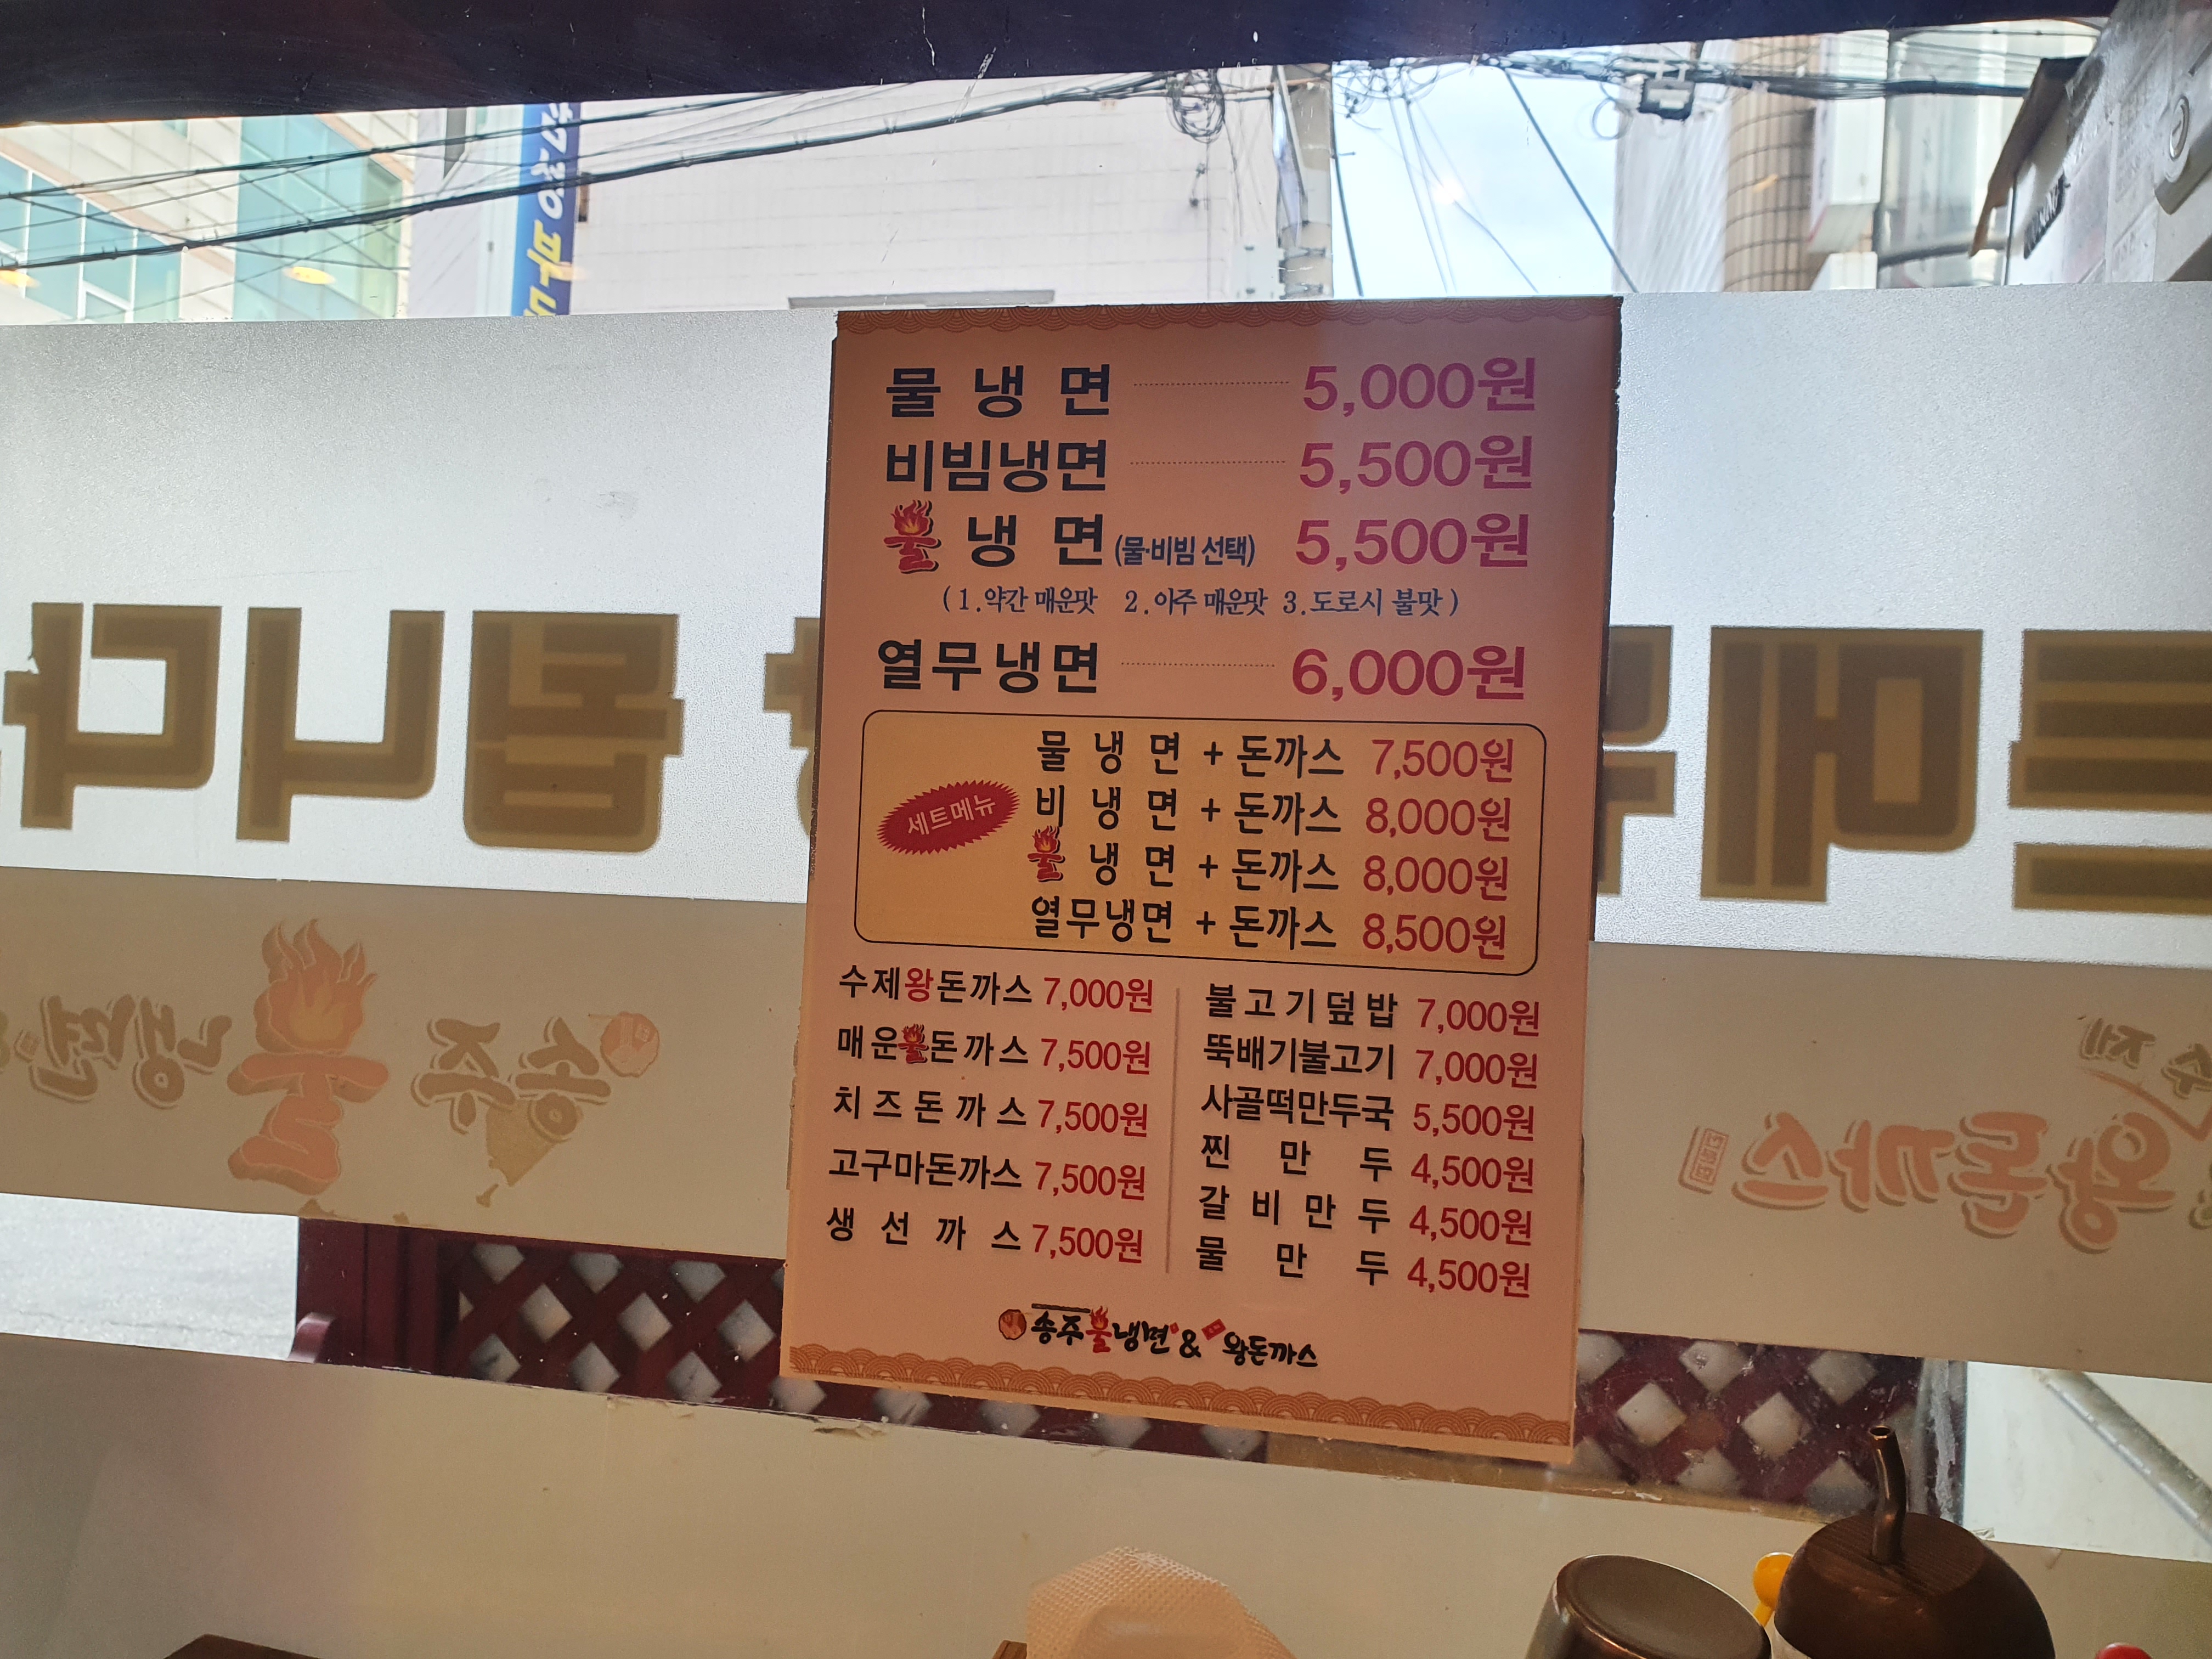 물냉면 5,000원
비빔냉면 5,500원
불냉면(물·비빔 선택) 5,500원
(1.약간 매운맛 2.아주 매운맛 3.도로시 불맛)
열무냉면 6,000원
세트메뉴
물냉면 + 돈까스 7,500원
비냉면 + 돈까스 8,000원
불냉면 + 돈까스 8,000원
열무냉면 + 돈까스 8,500원
수제왕돈까스 7,000원
매운불돈까스 7,500원
치즈돈까스 7,500원
고구마돈까스 7,500원
생선까스 7,500원
불고기덮밥 7,000원
뚝배기불고기 7,000원
사골떡만두국 5,500원
찐만두 4,500원
갈비만두 4,500원
물만두 4,500원
송주불냉면 & 왕돈까스
송주불냉면
수제
왕돈까스